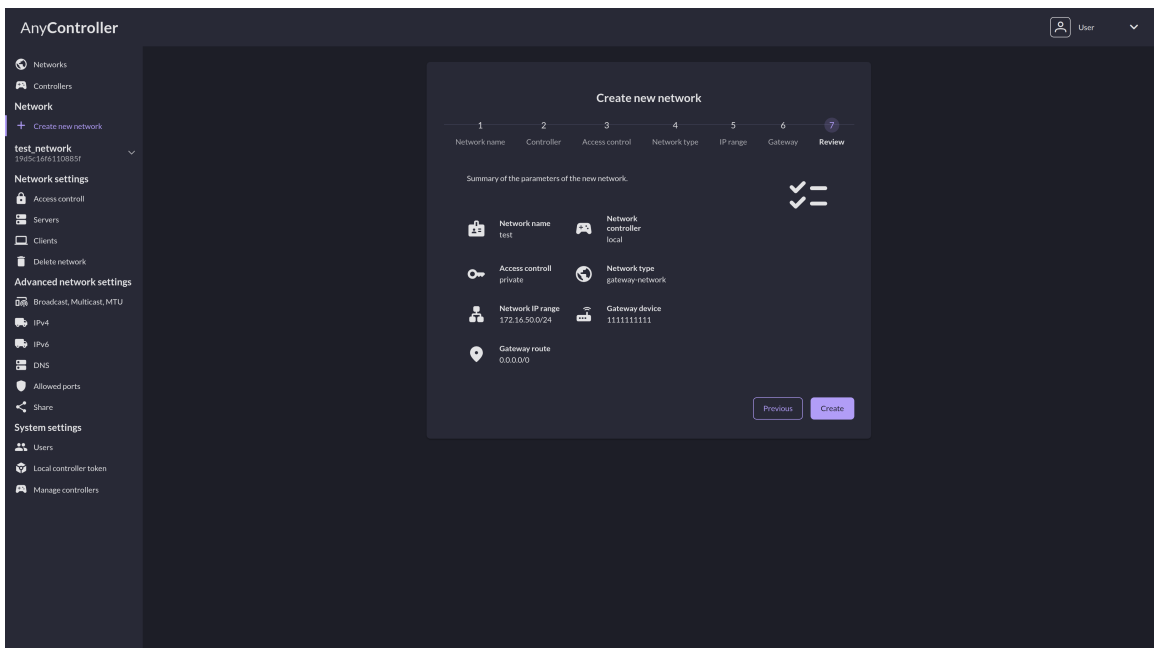 AnyController
User
Networks
Controllers
Network
Create new network
test_network
19d5c16f6110885f
Network settings
Access controll
Servers
Clients
Delete network
Advanced network settings
Broadcast, Multicast, MTU
IPv4
IPv6
DNS
Allowed ports
Share
System settings
Users
Local controller token
Manage controllers
Create new network
1 2 3 4 5 6 7
Network name Controller Access control Network type IP range Gateway Review
Summary of the parameters of the new network.
Network name
test
Network
controller
local
Access controll
private
Network type
gateway-network
Network IP range
172.16.50.0/24
Gateway device
1111111111
Gateway route
0.0.0.0/0
Previous Create